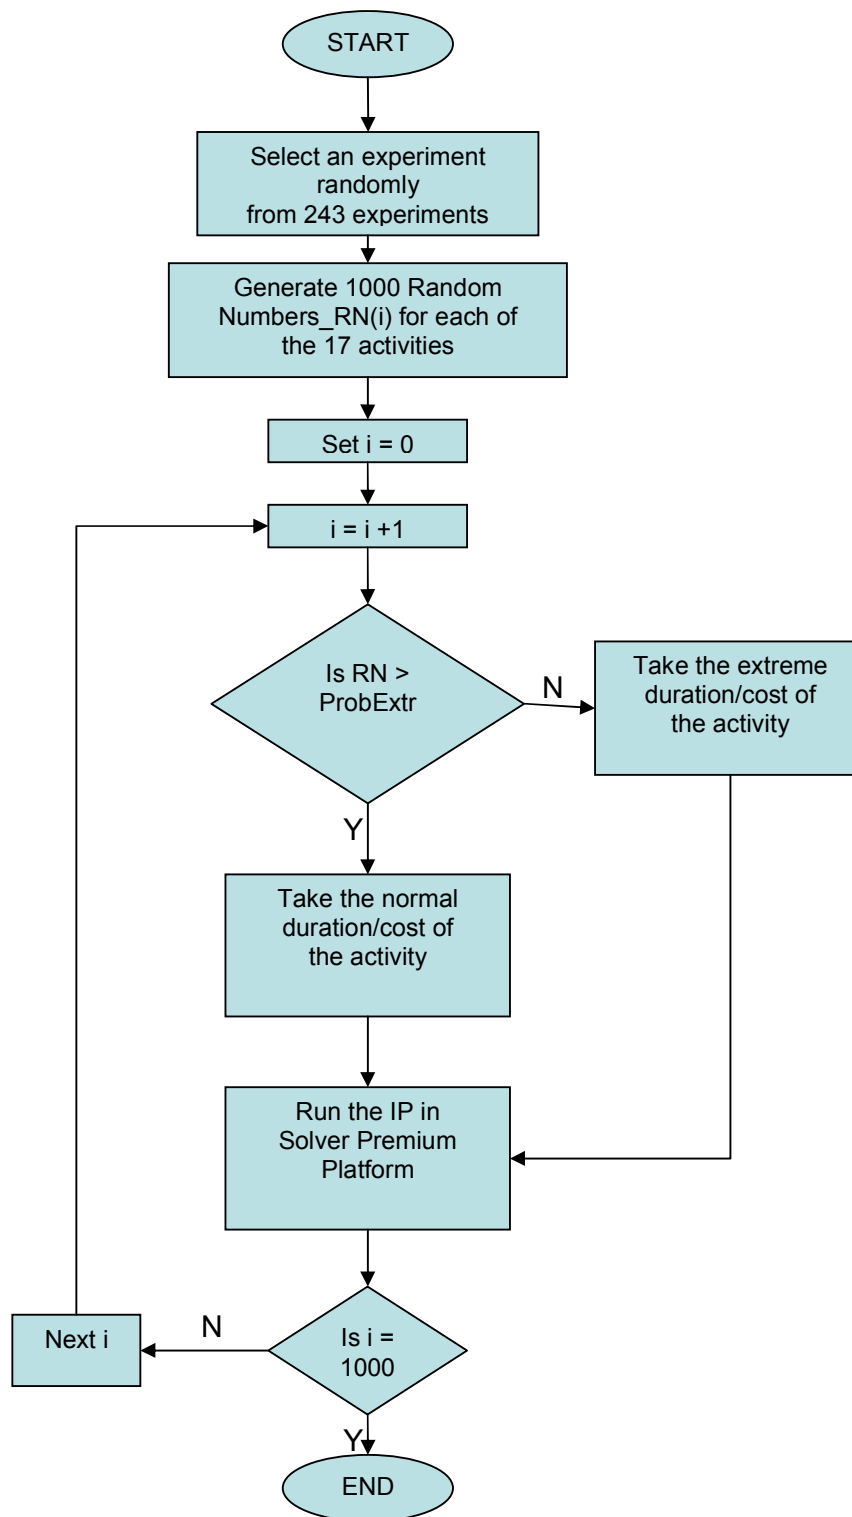 START
Select an experiment
randomly
from 243 experiments
Generate 1000 Random
Numbers_RN(i) for each of
the 17 activities
Set i = 0
i = i +1
Is RN >
ProbExtr
N
Take the extreme
duration/cost of
the activity
Y
Take the normal
duration/cost of
the activity
Run the IP in
Solver Premium
Platform
Is i =
1000
N
Next i
Y
END